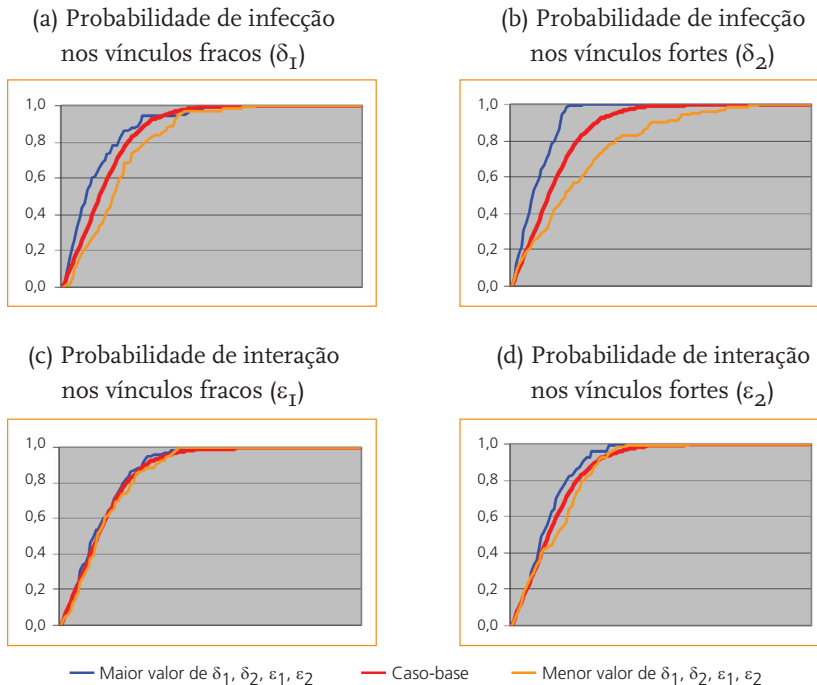 (a) Probabilidade de infecção
nos vínculos fracos (δ1)
(b) Probabilidade de infecção
nos vínculos fortes (δ2)
1,0
0,8
0,6
0,4
0,2
0,0
1,0
0,8
0,6
0,4
0,2
0,0
(c) Probabilidade de interação
nos vínculos fracos (ε1)
(d) Probabilidade de interação
nos vínculos fortes (ε2)
1,0
0,8
0,6
0,4
0,2
0,0
1,0
0,8
0,6
0,4
0,2
0,0
Maior valor de δ1, δ2, ε1, ε2 Caso-base Menor valor de δ1, δ2, ε1, ε2